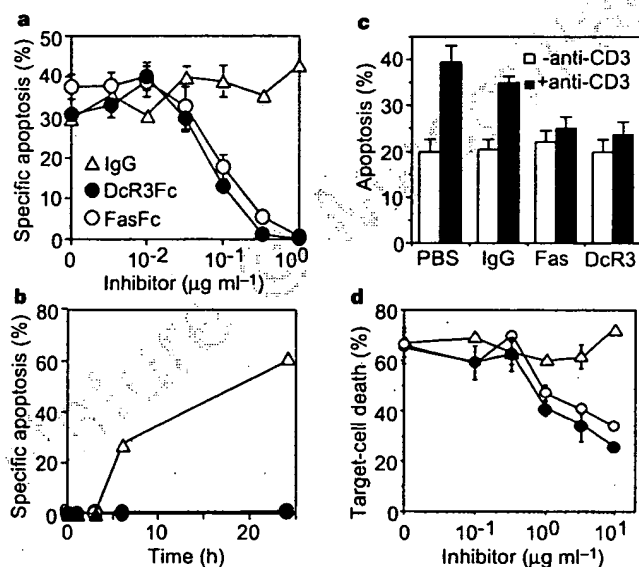 a
Specific apoptosis (%)
50
40
30
20
10
0
IgG
DcR3Fc
FasFc
0 10-2 10-1 100
Inhibitor (µg ml–1)
c
Apoptosis (%)
40
30
20
10
0
-anti-CD3
+anti-CD3
PBS IgG Fas DcR3
b
Specific apoptosis (%)
80
60
40
20
0
0 10 20
Time (h)
d
Target-cell death (%)
80
60
40
20
0
0 10-1 100 101
Inhibitor (µg ml–1)